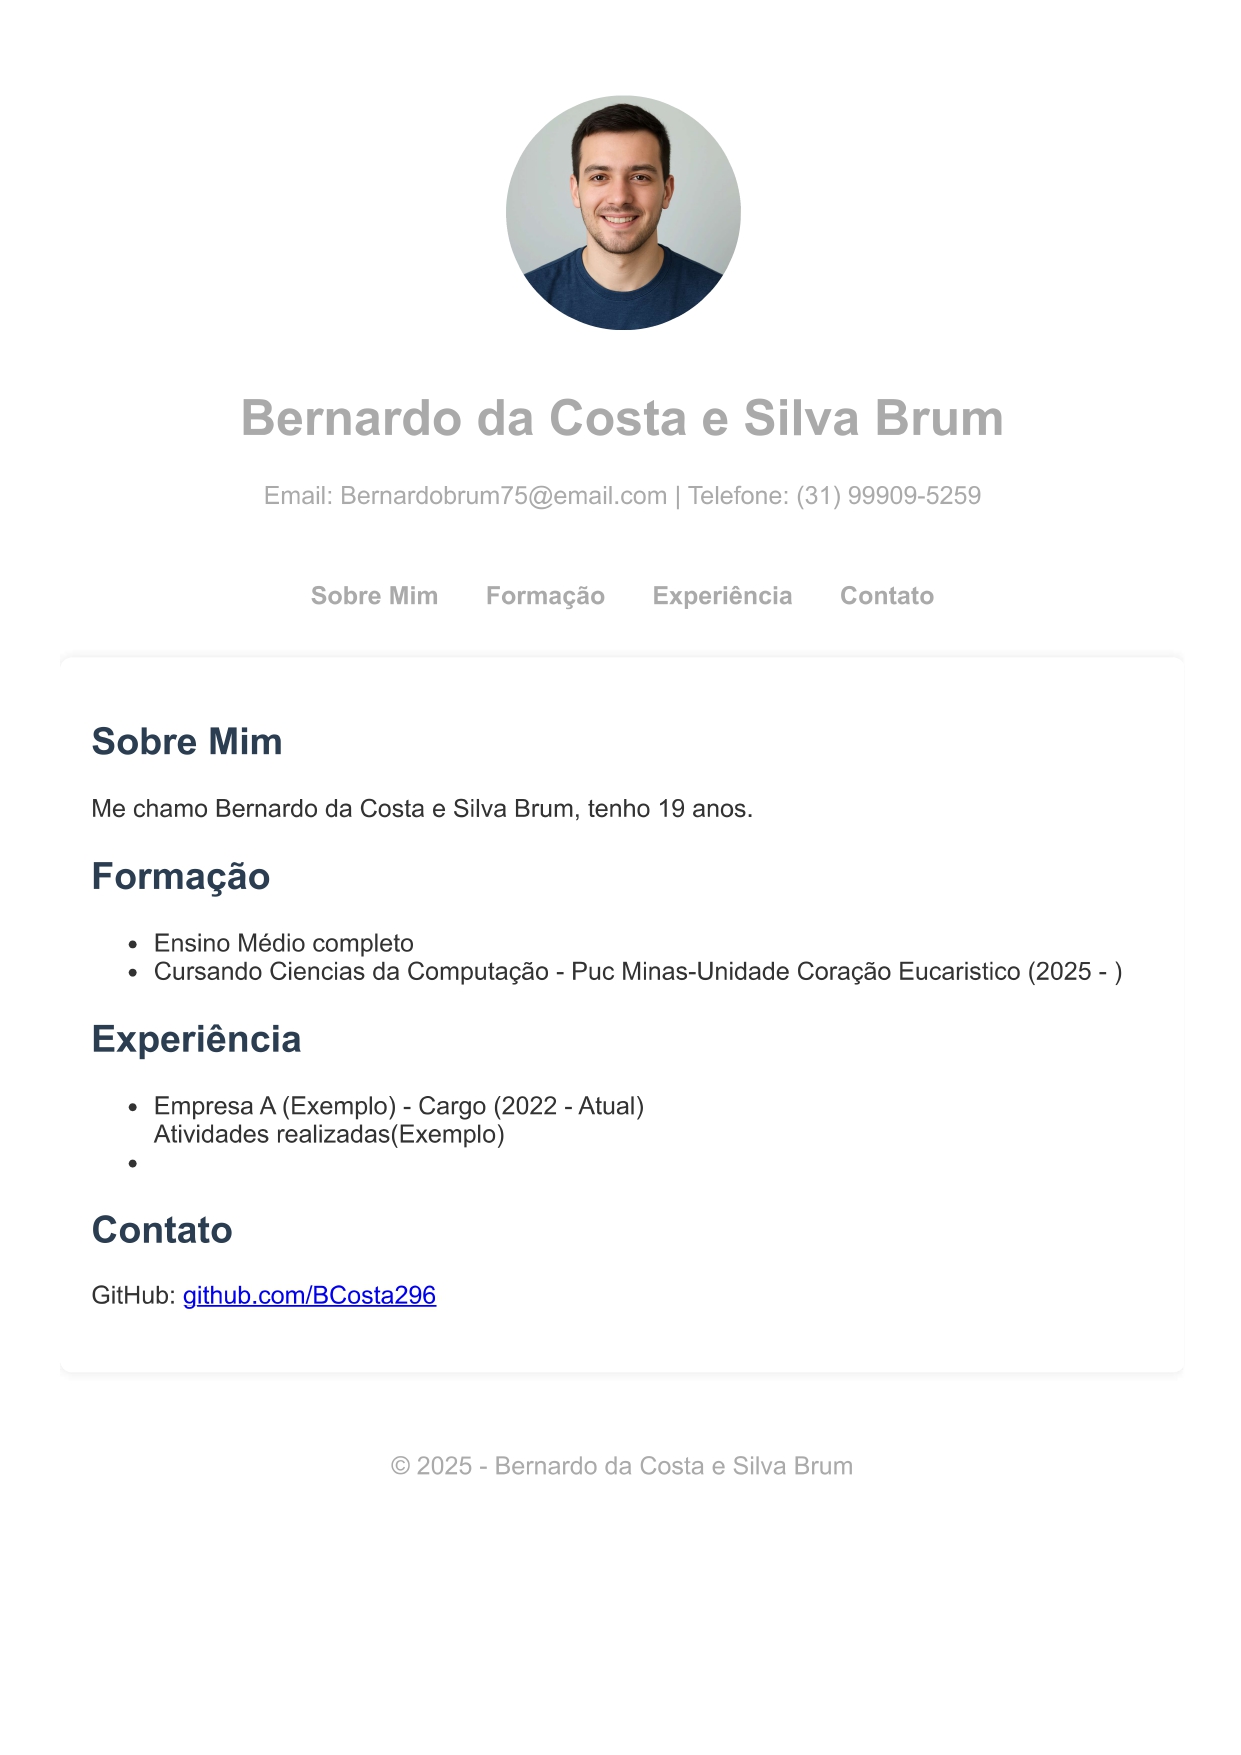 Bernardo da Costa e Silva Brum
Email: Bernardobrum75@email.com | Telefone: (31) 99909-5259
Sobre Mim Formação Experiência Contato
Sobre Mim
Me chamo Bernardo da Costa e Silva Brum, tenho 19 anos.
Formação
• Ensino Médio completo
• Cursando Ciencias da Computação - Puc Minas-Unidade Coração Eucaristico (2025 - )
Experiência
• Empresa A (Exemplo) - Cargo (2022 - Atual)
Atividades realizadas(Exemplo)
•
Contato
GitHub: github.com/BCosta296
© 2025 - Bernardo da Costa e Silva Brum